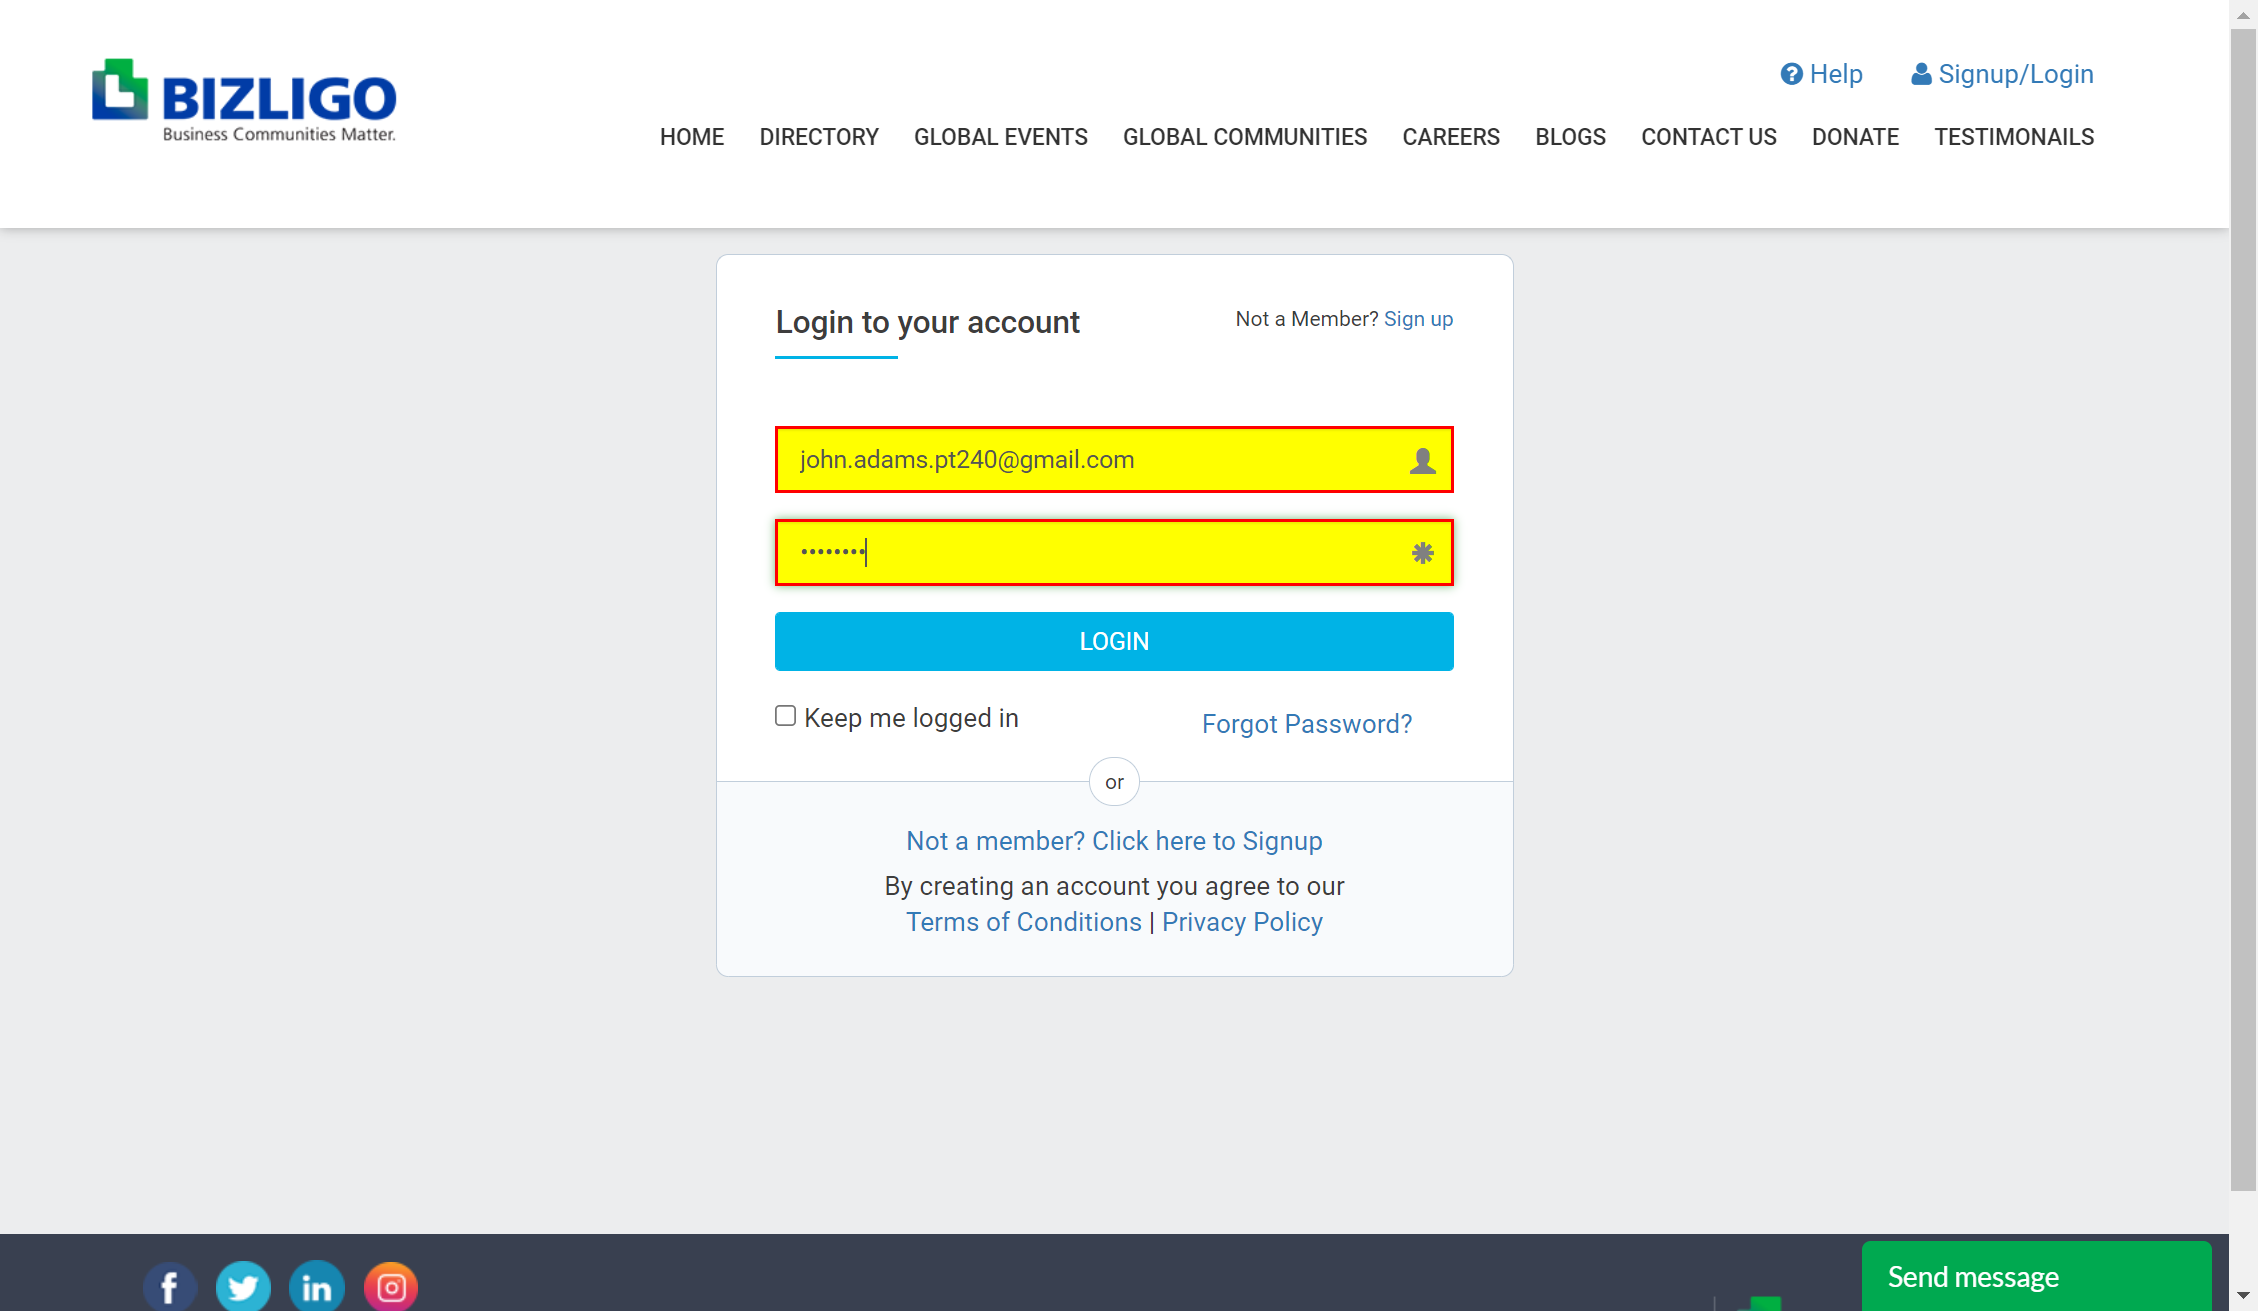 BIZLIGO
Business Communities Matter.
Help
Signup/Login
HOME DIRECTORY GLOBAL EVENTS GLOBAL COMMUNITIES CAREERS BLOGS CONTACT US DONATE TESTIMONAILS
Login to your account
Not a Member? Sign up
john.adams.pt240@gmail.com
••••••••
LOGIN
Keep me logged in
Forgot Password?
or
Not a member? Click here to Signup
By creating an account you agree to our
Terms of Conditions | Privacy Policy
Send message